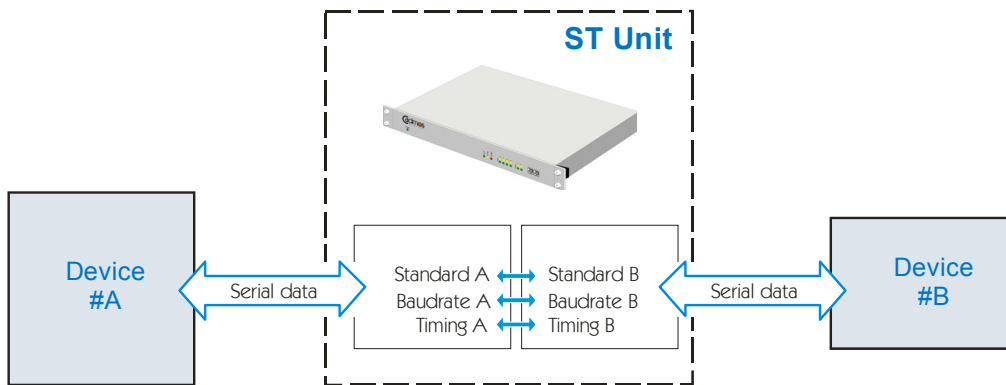 ST Unit
Device
#A
Serial data
Standard A
Baudrate A
Timing A
Standard B
Baudrate B
Timing B
Serial data
Device
#B